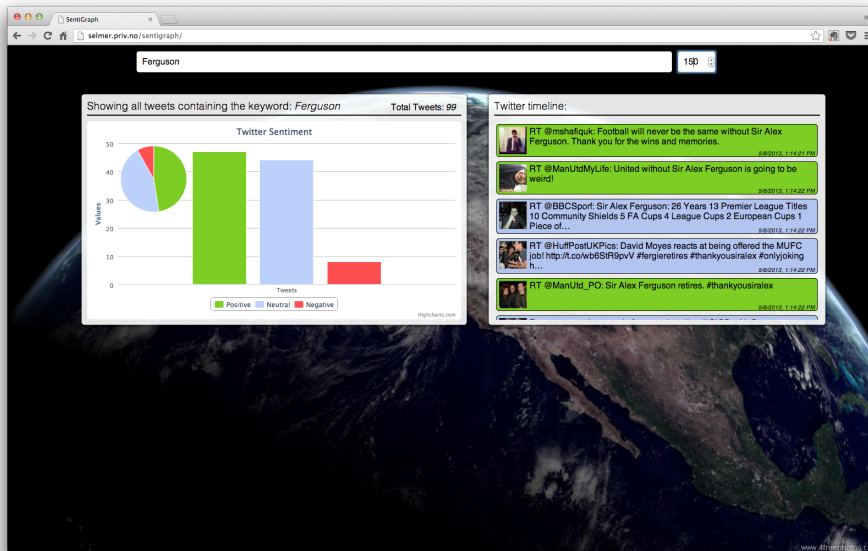 SentiGraph
selmer.priv.no/sentigraph/
Ferguson
150
Showing all tweets containing the keyword: Ferguson
Total Tweets: 99
Twitter Sentiment
50
40
30
20
10
0
Values
Tweets
Positive Neutral Negative
Highcharts.com
Twitter timeline:
RT @mshafiquk: Football will never be the same without Sir Alex
Ferguson. Thank you for the wins and memories.
5/8/2013, 1:14:21 PM
RT @ManUtdMyLife: United without Sir Alex Ferguson is going to be
weird!
5/8/2013, 1:14:22 PM
RT @BBCSporf: Sir Alex Ferguson: 26 Years 13 Premier League Titles
10 Community Shields 5 FA Cups 4 League Cups 2 European Cups 1
Piece of…
5/8/2013, 1:14:22 PM
RT @HuffPostUKPics: David Moyes reacts at being offered the MUFC
job! http://t.co/wb6StR9pvV #fergieretires #thankyousiralex #onlyjoking
h…
5/8/2013, 1:14:22 PM
RT @ManUtd_PO: Sir Alex Ferguson retires. #thankyousiralex
5/8/2013, 1:14:22 PM